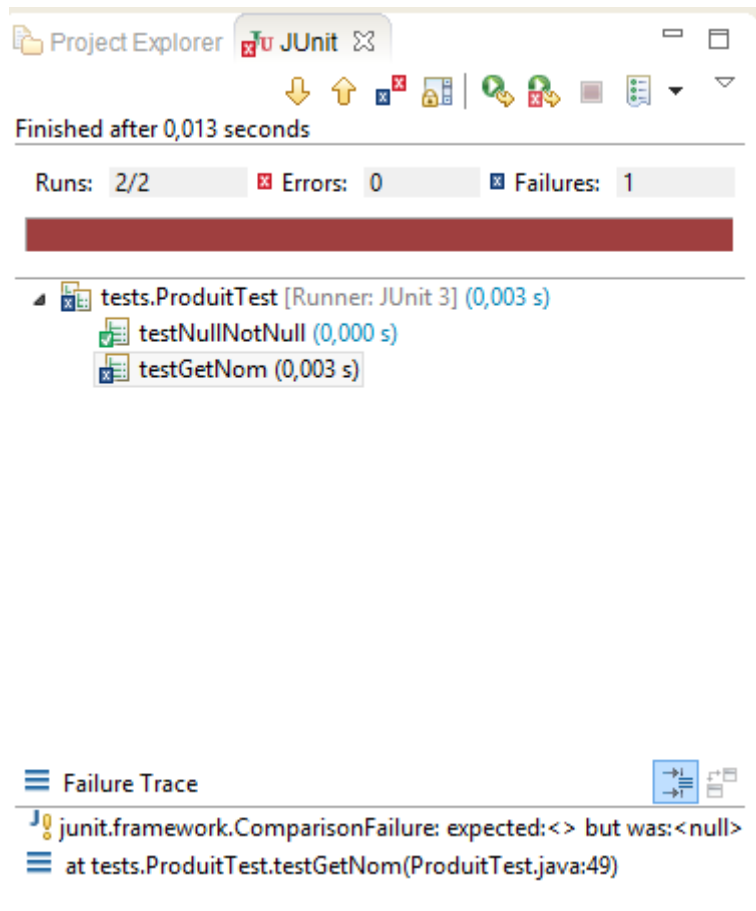 Project Explorer JUnit
Finished after 0,013 seconds
Runs: 2/2 Errors: 0 Failures: 1
tests.ProduitTest [Runner: JUnit 3] (0,003 s)
testNullNotNull (0,000 s)
testGetNom (0,003 s)
Failure Trace
junit.framework.ComparisonFailure: expected:<> but was:<null>
at tests.ProduitTest.testGetNom(ProduitTest.java:49)